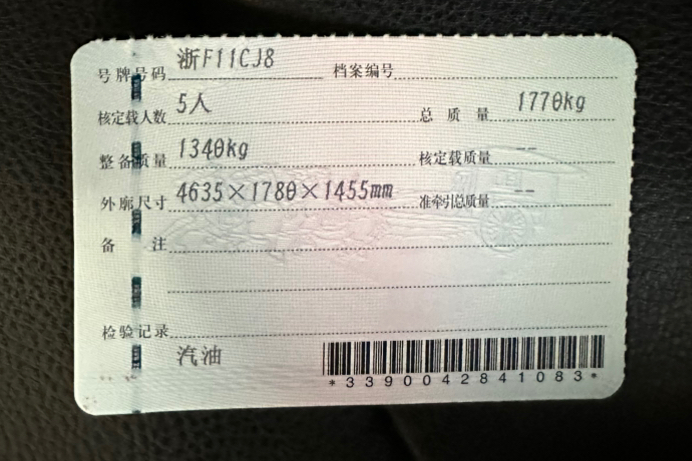 号牌号码 浙F11CJ8 档案编号
核定载人数 5人 总质量 1770kg
整备质量 1340kg 核定载质量 --
外廓尺寸 4635×1780×1455mm 准牵引总质量 --
备注
检验记录
汽油
*3390042841083*